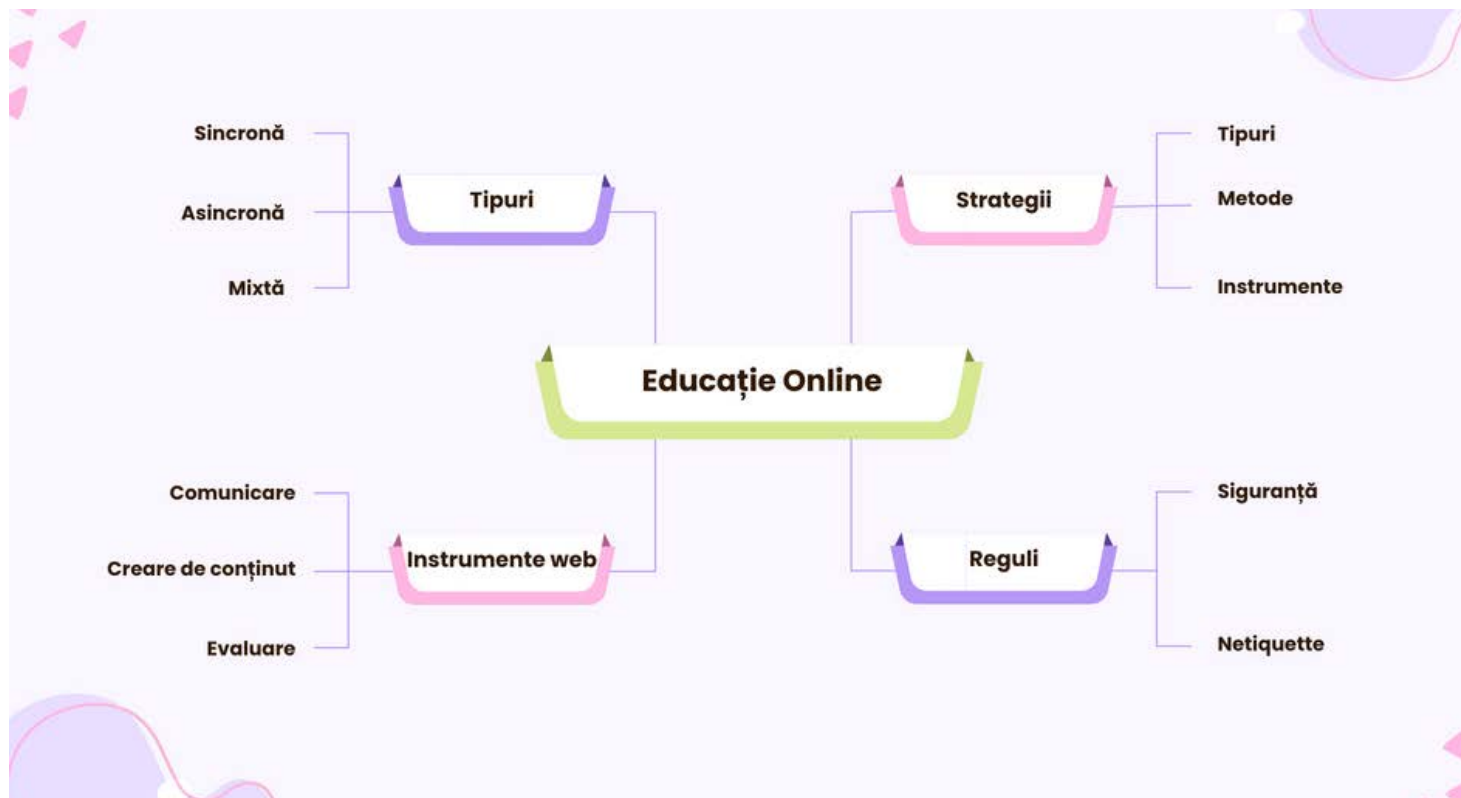 Sincronă
Asincronă
Mixtă
Tipuri
Strategii
Tipuri
Metode
Instrumente
Educație Online
Comunicare
Creare de conținut
Evaluare
Instrumente web
Reguli
Siguranță
Netiquette